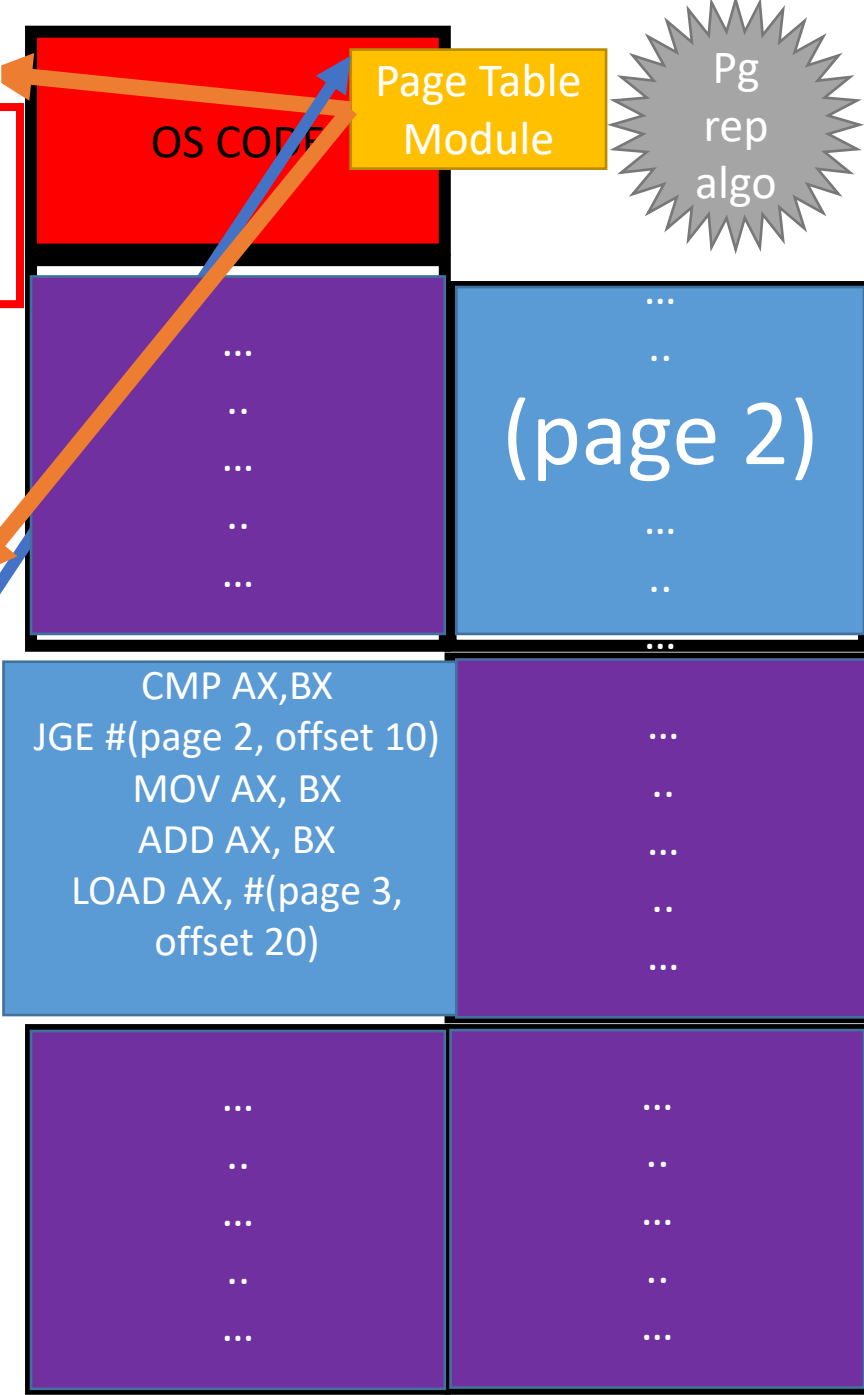 OS CODE
Page Table
Module
Pg
rep
algo
...
..
...
..
...
...
..
(page 2)
...
..
...
CMP AX,BX
JGE #(page 2, offset 10)
MOV AX, BX
ADD AX, BX
LOAD AX, #(page 3,
offset 20)
...
..
...
..
...
...
..
...
..
...
...
..
...
..
...